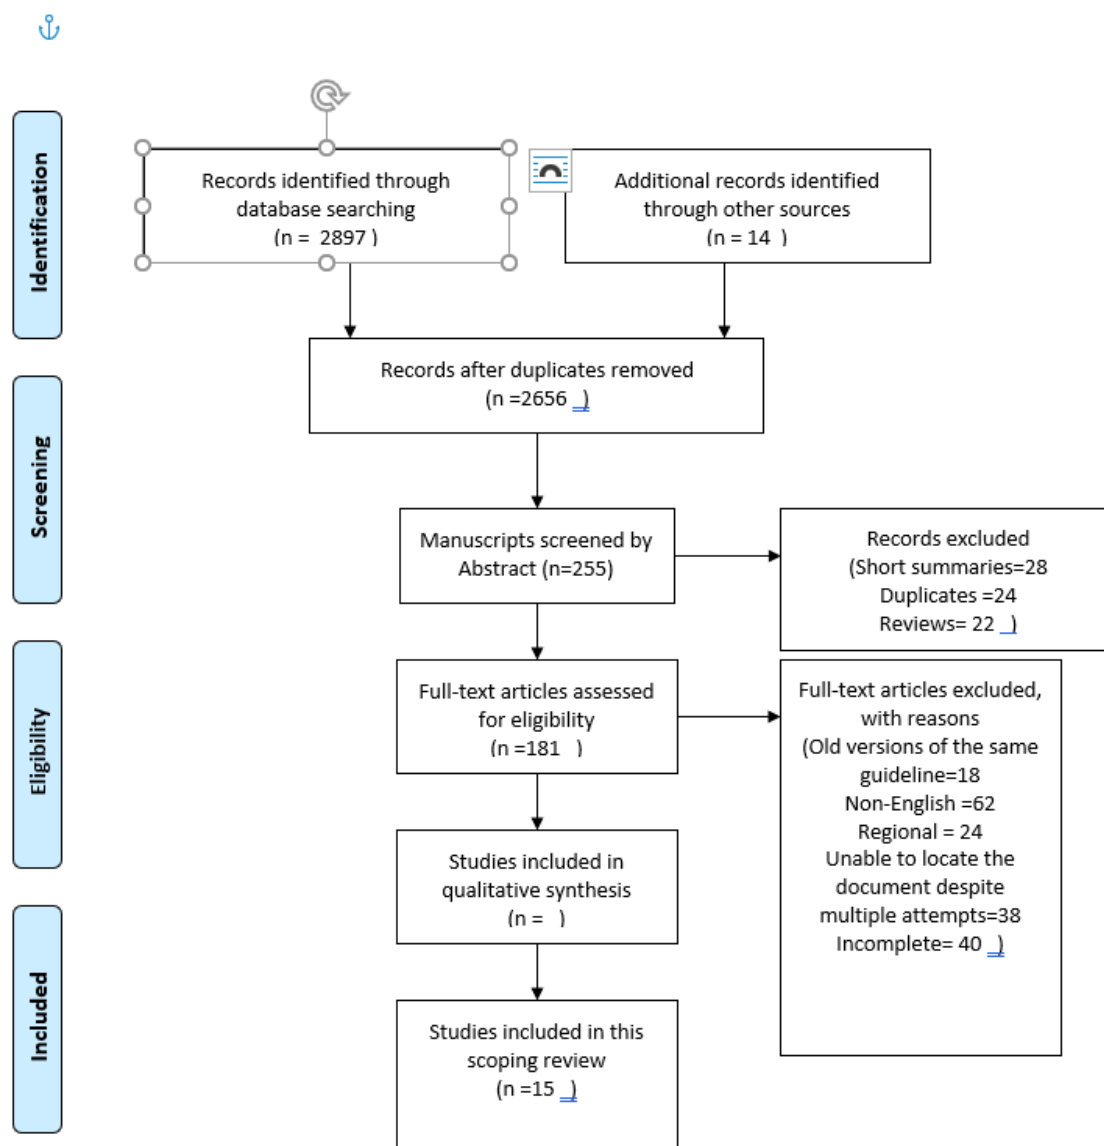 Identification
Records identified through
database searching
(n = 2897 )
Additional records identified
through other sources
(n = 14 )
Records after duplicates removed
(n =2656 )
Screening
Manuscripts screened by
Abstract (n=255)
Records excluded
(Short summaries=28
Duplicates =24
Reviews= 22 )
Eligibility
Full-text articles assessed
for eligibility
(n =181 )
Full-text articles excluded,
with reasons
(Old versions of the same
guideline=18
Non-English =62
Regional = 24
Unable to locate the
document despite
multiple attempts=38
Incomplete= 40 )
Studies included in
qualitative synthesis
(n = )
Included
Studies included in this
scoping review
(n =15 )